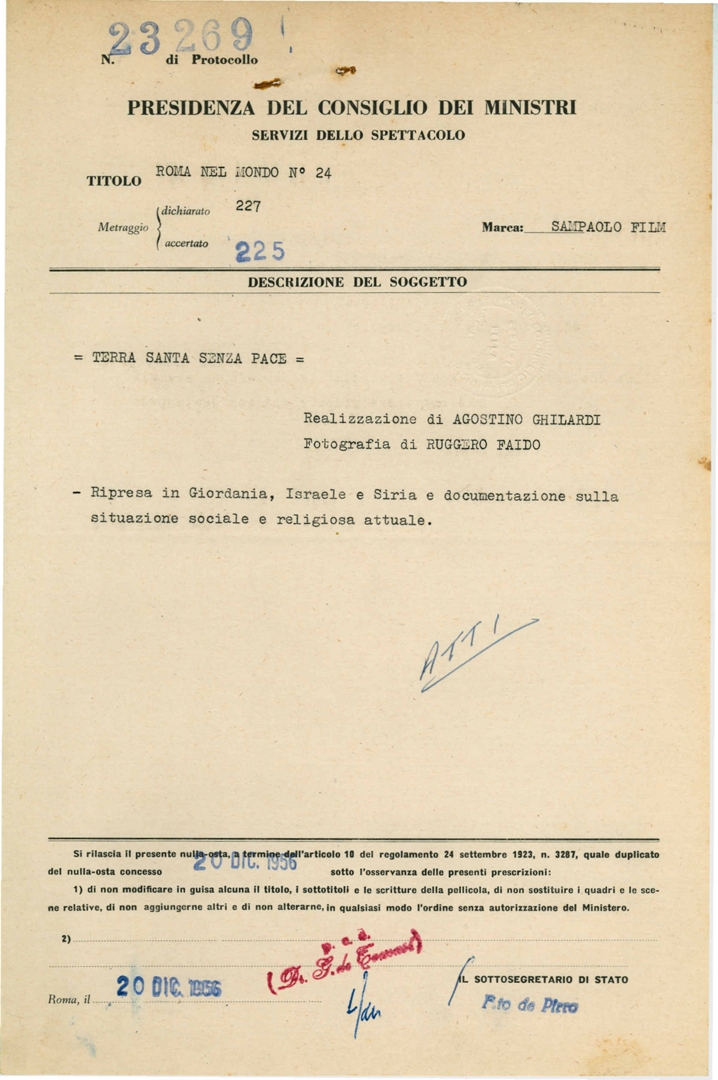 23269
N. di Protocollo
PRESIDENZA DEL CONSIGLIO DEI MINISTRI
SERVIZI DELLO SPETTACOLO
TITOLO ROMA NEL MONDO N° 24
Metraggio dichiarato 227
accertato 225
Marca: SAMPAOLO FILM
DESCRIZIONE DEL SOGGETTO
= TERRA SANTA SENZA PACE =
Realizzazione di AGOSTINO GHILARDI
Fotografia di RUGGERO FAIDO
- Ripresa in Giordania, Israele e Siria e documentazione sulla
situazione sociale e religiosa attuale.
ATTI
Si rilascia il presente nulla-osta, a termine dell'articolo 10 del regolamento 24 settembre 1923, n. 3287, quale duplicato
del nulla-osta concesso 20 DIC. 1956 sotto l'osservanza delle presenti prescrizioni:
1) di non modificare in guisa alcuna il titolo, i sottotitoli e le scritture della pellicola, di non sostituire i quadri e le sce-
ne relative, di non aggiungerne altri e di non alterarne, in qualsiasi modo l'ordine senza autorizzazione del Ministero.
2)
p. c. c.
(Dr. G. de Tommasi)
Roma, il 20 DIC. 1956
IL SOTTOSEGRETARIO DI STATO
F.to de Pirro